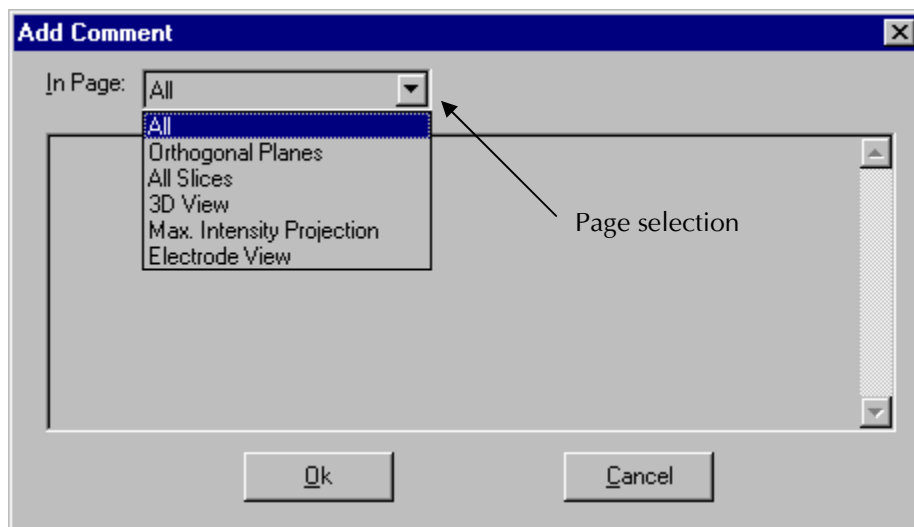 Add Comment
In Page:
All
All
Orthogonal Planes
All Slices
3D View
Max. Intensity Projection
Electrode View
Page selection
Ok
Cancel